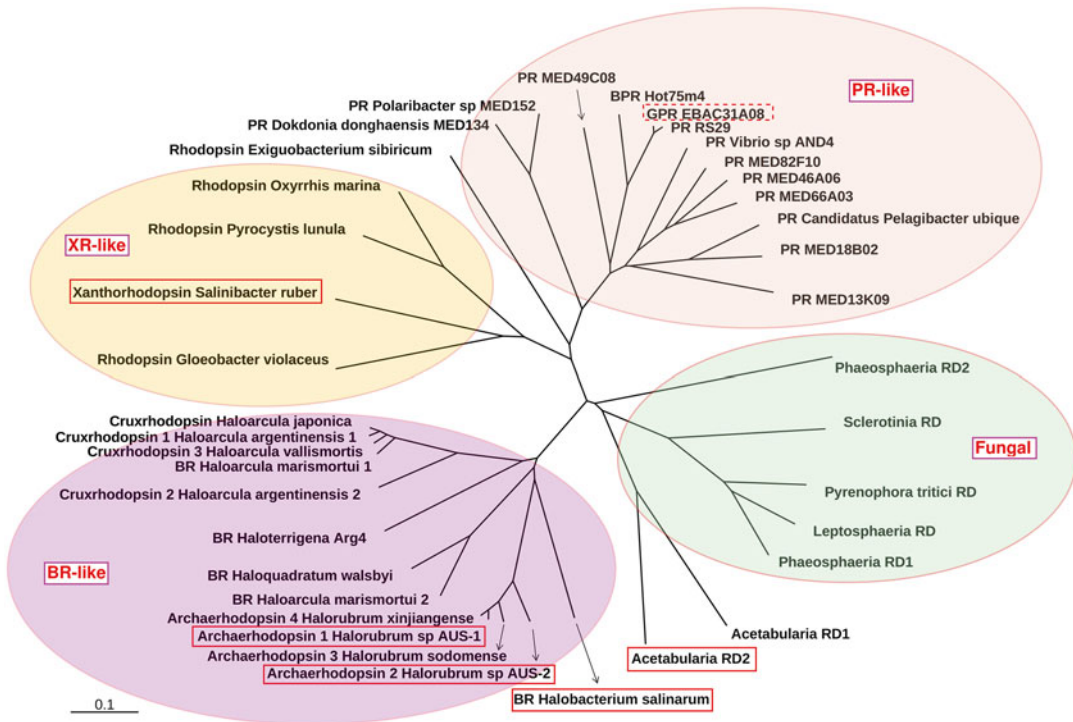 PR MED49C08
PR-like
BPR Hot75m4
PR Polaribacter sp MED152
GPR EBAC31A08
PR Dokdonia donghaensis MED134
PR RS29
PR Vibrio sp AND4
Rhodopsin Exiguobacterium sibiricum
PR MED82F10
PR MED46A06
Rhodopsin Oxyrrhis marina
PR MED66A03
PR Candidatus Pelagibacter ubique
Rhodopsin Pyrocystis lunula
XR-like
PR MED18B02
Xanthorhodopsin Salinibacter ruber
PR MED13K09
Rhodopsin Gloeobacter violaceus
Phaeosphaeria RD2
Cruxrhodopsin Haloarcula japonica
Sclerotinia RD
Cruxrhodopsin 1 Haloarcula argentinensis 1
Fungal
Cruxrhodopsin 3 Haloarcula vallismortis
BR Haloarcula marismortui 1
Cruxrhodopsin 2 Haloarcula argentinensis 2
Pyrenophora tritici RD
Leptosphaeria RD
BR Haloterrigena Arg4
Phaeosphaeria RD1
BR-like
BR Haloquadratum walsbyi
BR Haloarcula marismortui 2
Archaerhodopsin 4 Halorubrum xinjiangense
Acetabularia RD1
Archaerhodopsin 1 Halorubrum sp AUS-1
Archaerhodopsin 3 Halorubrum sodomense
Acetabularia RD2
Archaerhodopsin 2 Halorubrum sp AUS-2
BR Halobacterium salinarum
0.1